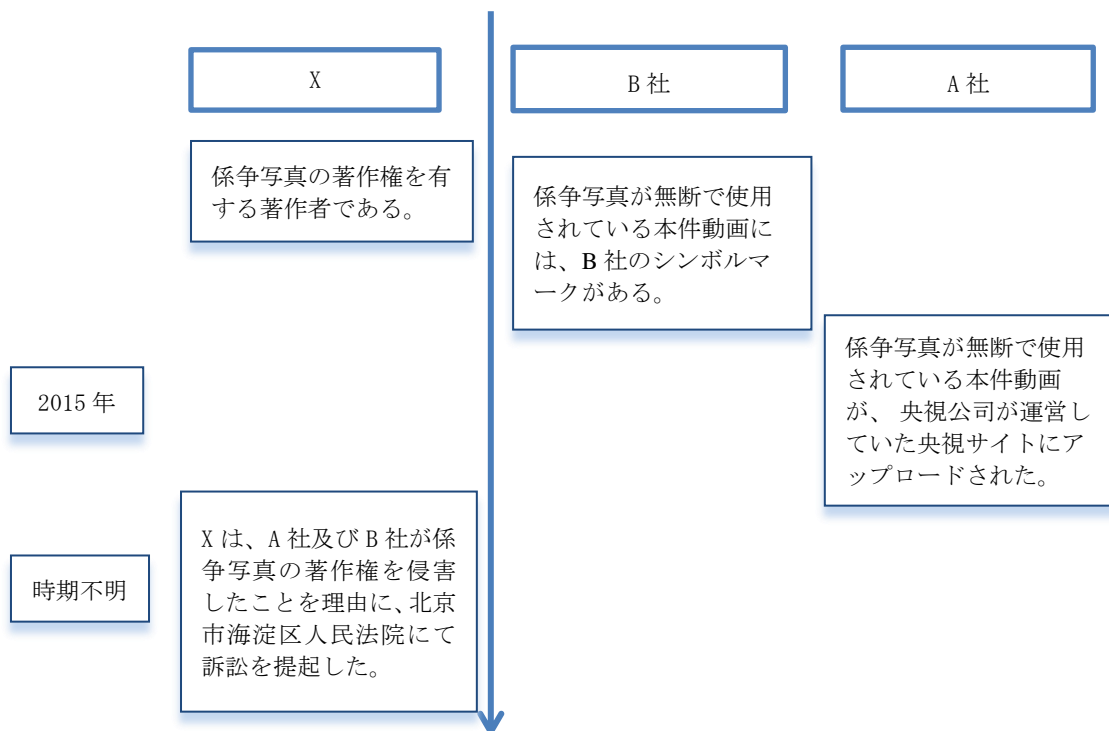 X
B 社
A 社
係争写真の著作権を有
する著作者である。
係争写真が無断で使用
されている本件動画に
は、B 社のシンボルマ
ークがある。
係争写真が無断で使用
されている本件動画
が、 央視公司が運営し
ていた央視サイトにア
ップロードされた。
2015 年
X は、A 社及び B 社が係
争写真の著作権を侵害
したことを理由に、北京
市海淀区人民法院にて
訴訟を提起した。
時期不明